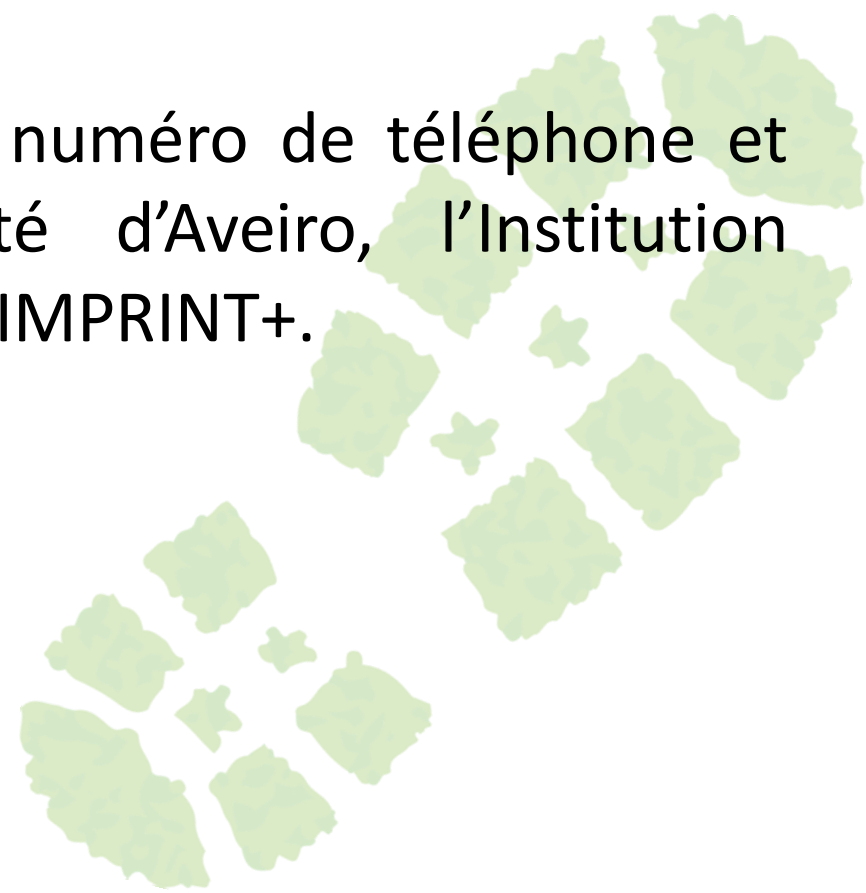 numéro de téléphone et
té d’Aveiro, l’Institution
IMPRINT+.